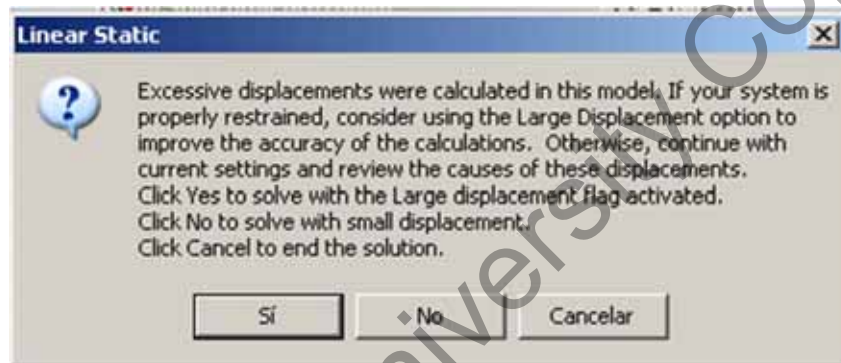 Linear Static
Excessive displacements were calculated in this model. If your system is
properly restrained, consider using the Large Displacement option to
improve the accuracy of the calculations. Otherwise, continue with
current settings and review the causes of these displacements.
Click Yes to solve with the Large displacement flag activated.
Click No to solve with small displacement.
Click Cancel to end the solution.
Sí No Cancelar